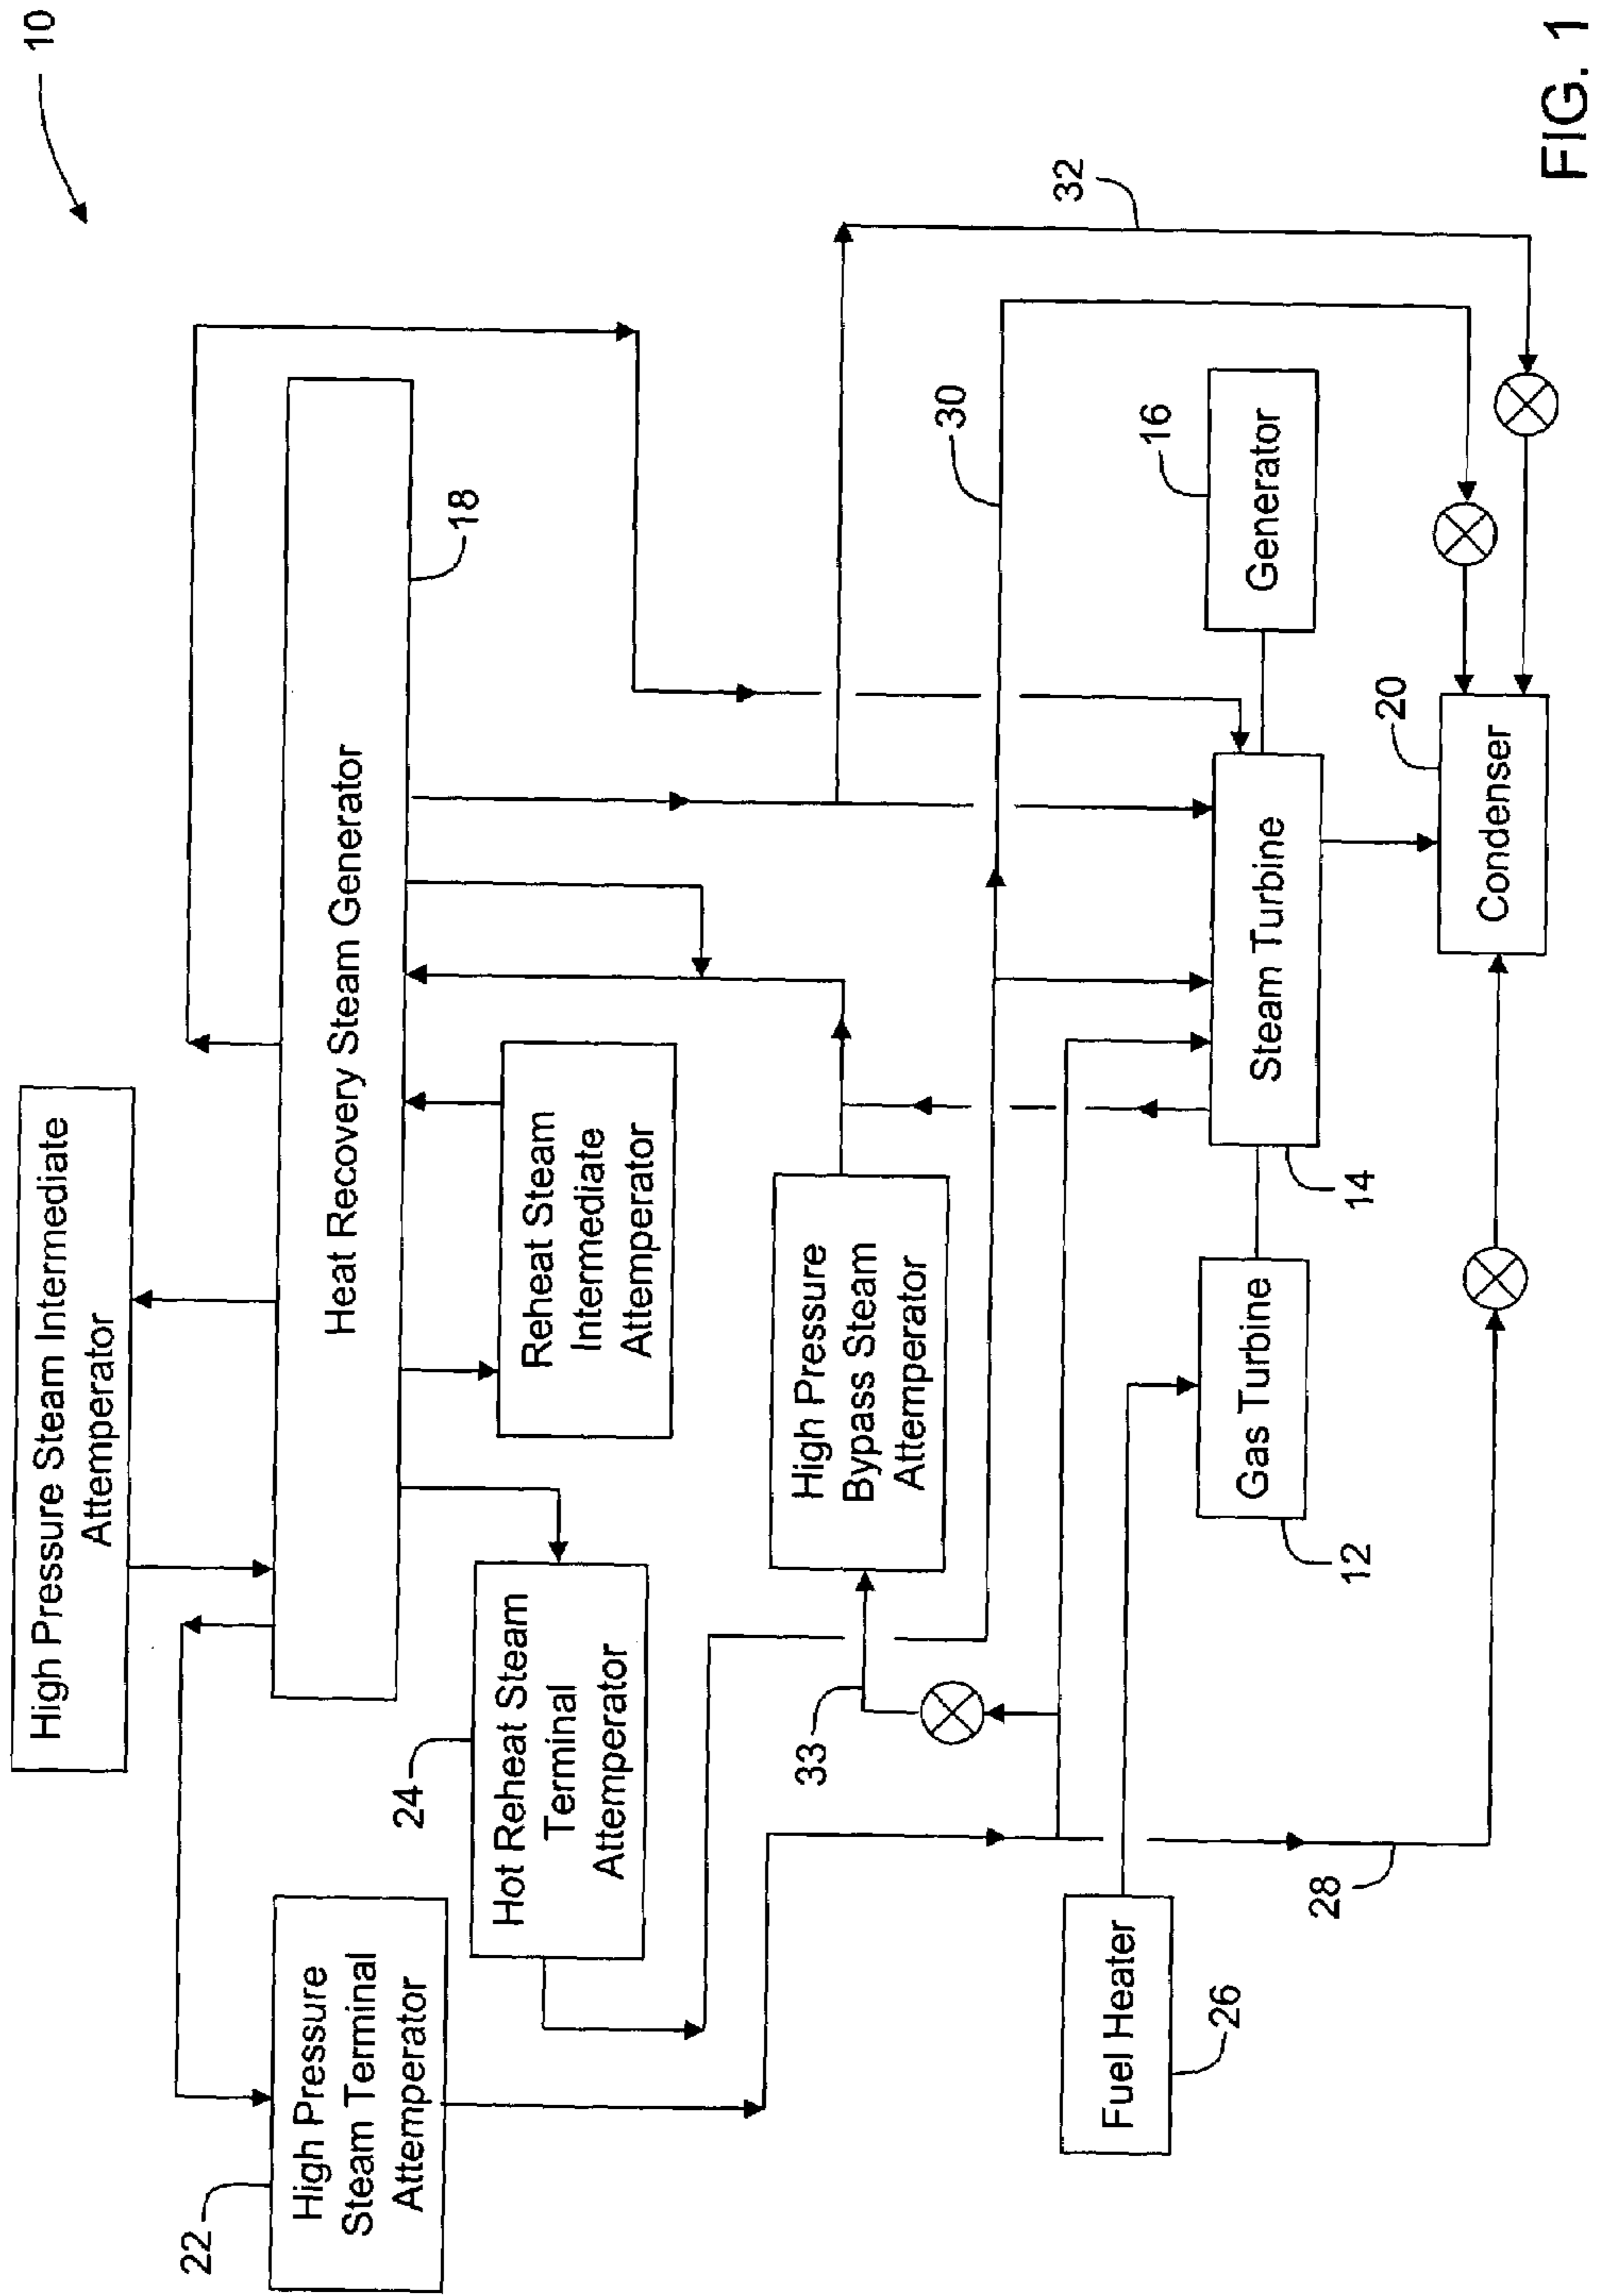 10
High Pressure Steam Intermediate
Attemperator
22
High Pressure
Steam Terminal
Attemperator
Heat Recovery Steam Generator
18
24
Hot Reheat Steam
Terminal
Attemperator
Reheat Steam
Intermediate
Attemperator
33
High Pressure
Bypass Steam
Attemperator
30
32
26
Fuel Heater
12
Gas Turbine
14
Steam Turbine
16
Generator
28
20
Condenser
FIG. 1